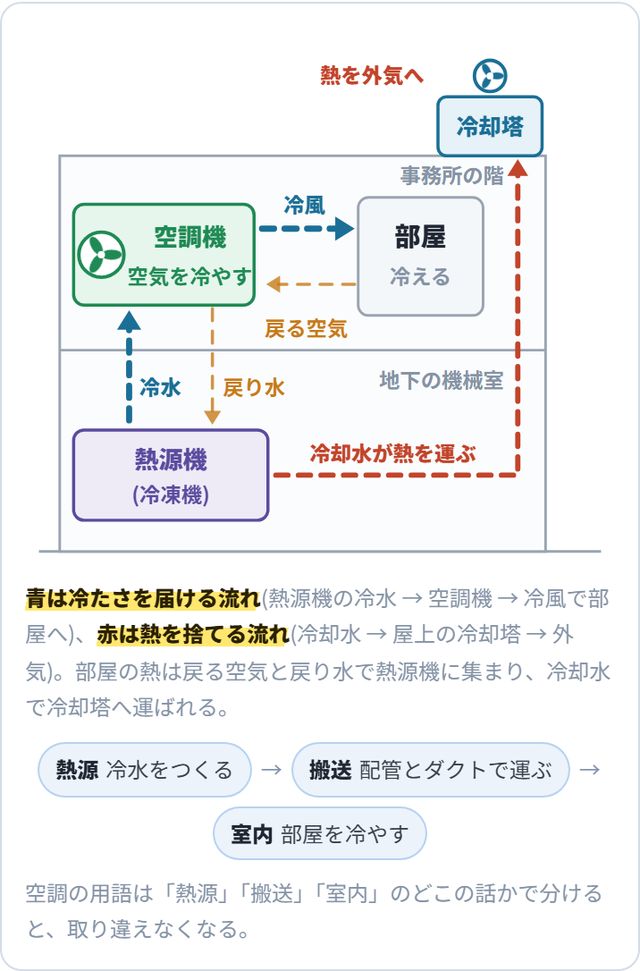 熱を外気へ
冷却塔
事務所の階
冷風
空調機
空気を冷やす
部屋
冷える
戻る空気
冷水
戻り水
地下の機械室
熱源機
(冷凍機)
冷却水が熱を運ぶ
青は冷たさを届ける流れ(熱源機の冷水 → 空調機 → 冷風で部
屋へ)、赤は熱を捨てる流れ(冷却水 → 屋上の冷却塔 → 外
気)。部屋の熱は戻る空気と戻り水で熱源機に集まり、冷却水
で冷却塔へ運ばれる。
熱源 冷水をつくる → 搬送 配管とダクトで運ぶ →
室内 部屋を冷やす
空調の用語は「熱源」「搬送」「室内」のどこの話かで分ける
と、取り違えなくなる。